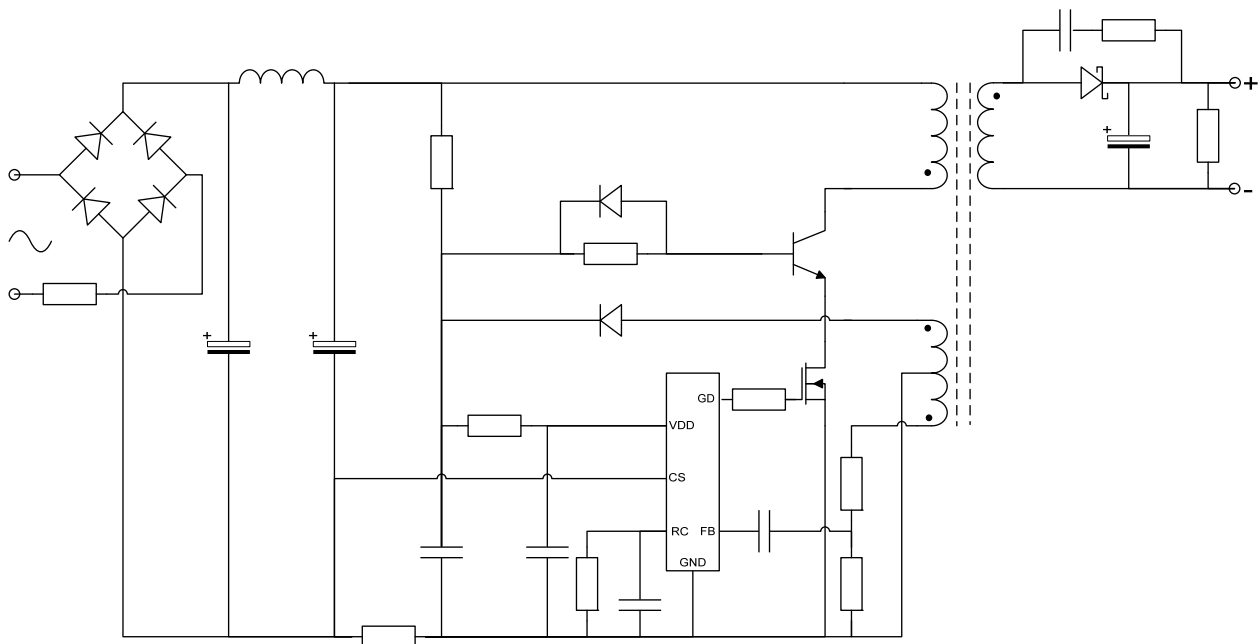 +
-
+
+
+
GD
VDD
CS
RC FB
GND